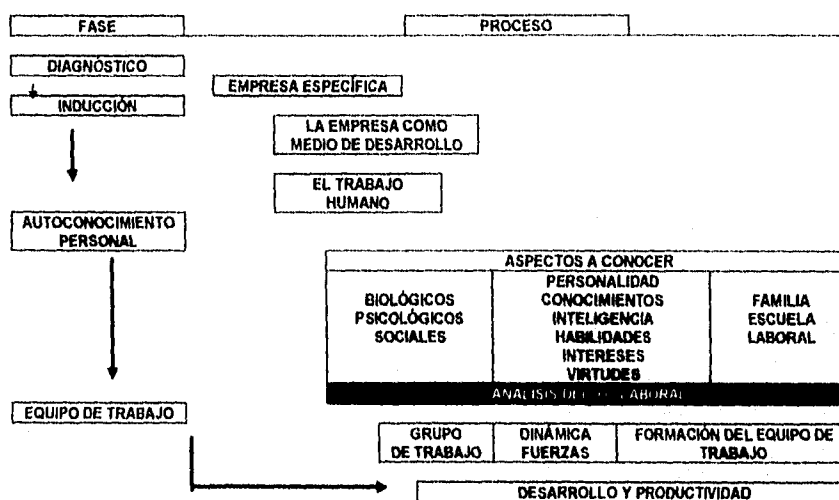 FASE
PROCESO
DIAGNÓSTICO
EMPRESA ESPECÍFICA
INDUCCIÓN
LA EMPRESA COMO
MEDIO DE DESARROLLO
EL TRABAJO
HUMANO
AUTOCONOCIMIENTO
PERSONAL
ASPECTOS A CONOCER
BIOLÓGICOS
PSICOLÓGICOS
SOCIALES
PERSONALIDAD
CONOCIMIENTOS
INTELIGENCIA
HABILIDADES
INTERESES
VIRTUDES
FAMILIA
ESCUELA
LABORAL
ANÁLISIS LABORAL
EQUIPO DE TRABAJO
GRUPO
DE TRABAJO
DINÁMICA
FUERZAS
FORMACIÓN DEL EQUIPO DE
TRABAJO
DESARROLLO Y PRODUCTIVIDAD